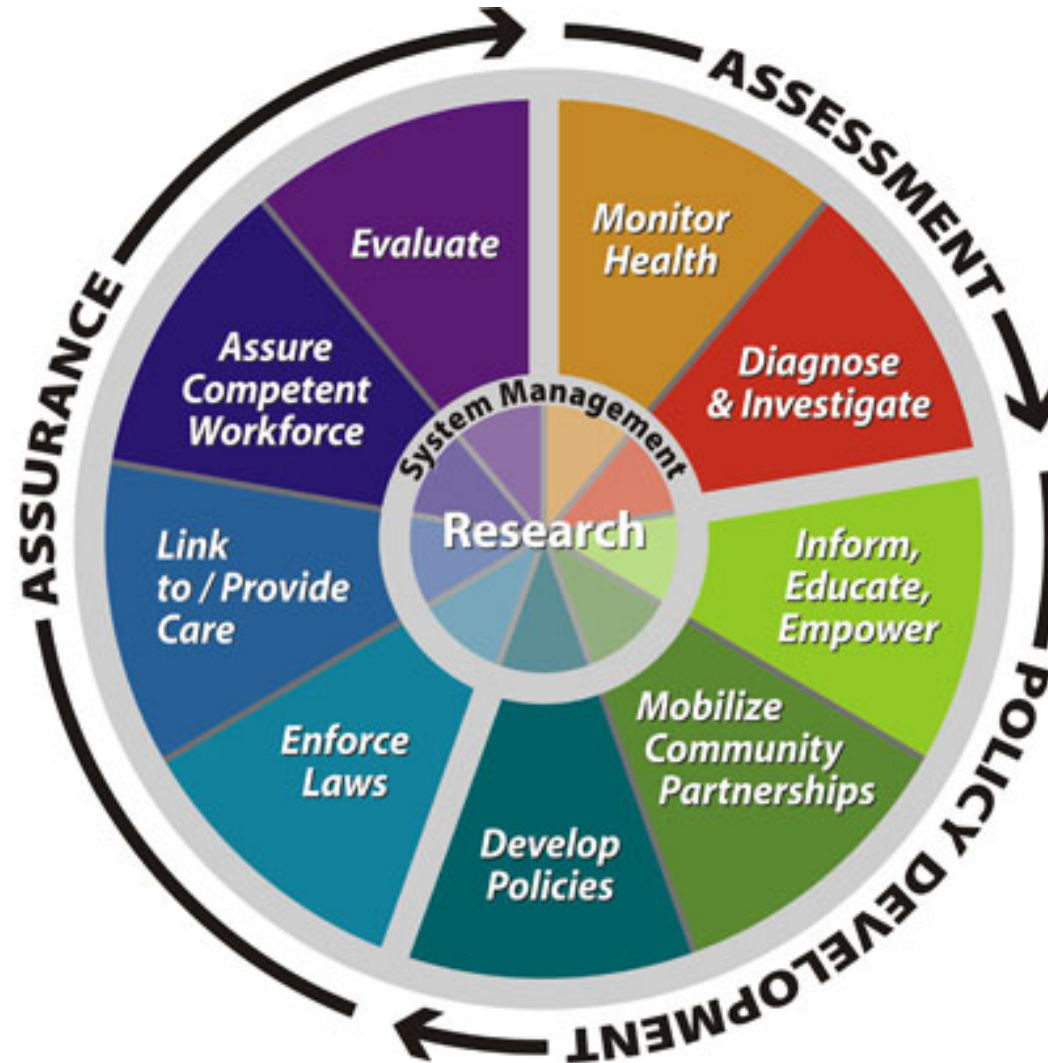 ASSESSMENT
POLICY DEVELOPMENT
ASSURANCE
Monitor
Health
Diagnose
& Investigate
Inform,
Educate,
Empower
Mobilize
Community
Partnerships
Develop
Policies
Enforce
Laws
Link
to / Provide
Care
Assure
Competent
Workforce
Evaluate
System Management
Research